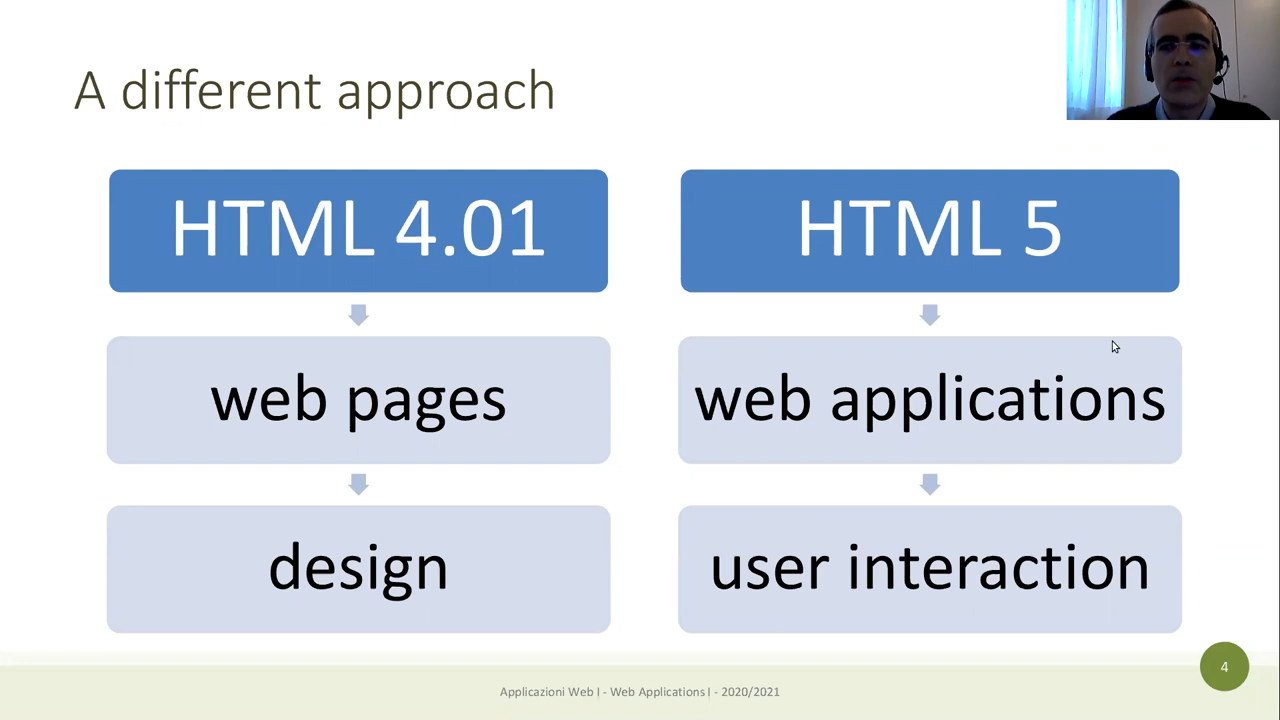 A different approach
HTML 4.01
HTML 5
web pages
web applications
design
user interaction
4
Applicazioni Web I - Web Applications I - 2020/2021